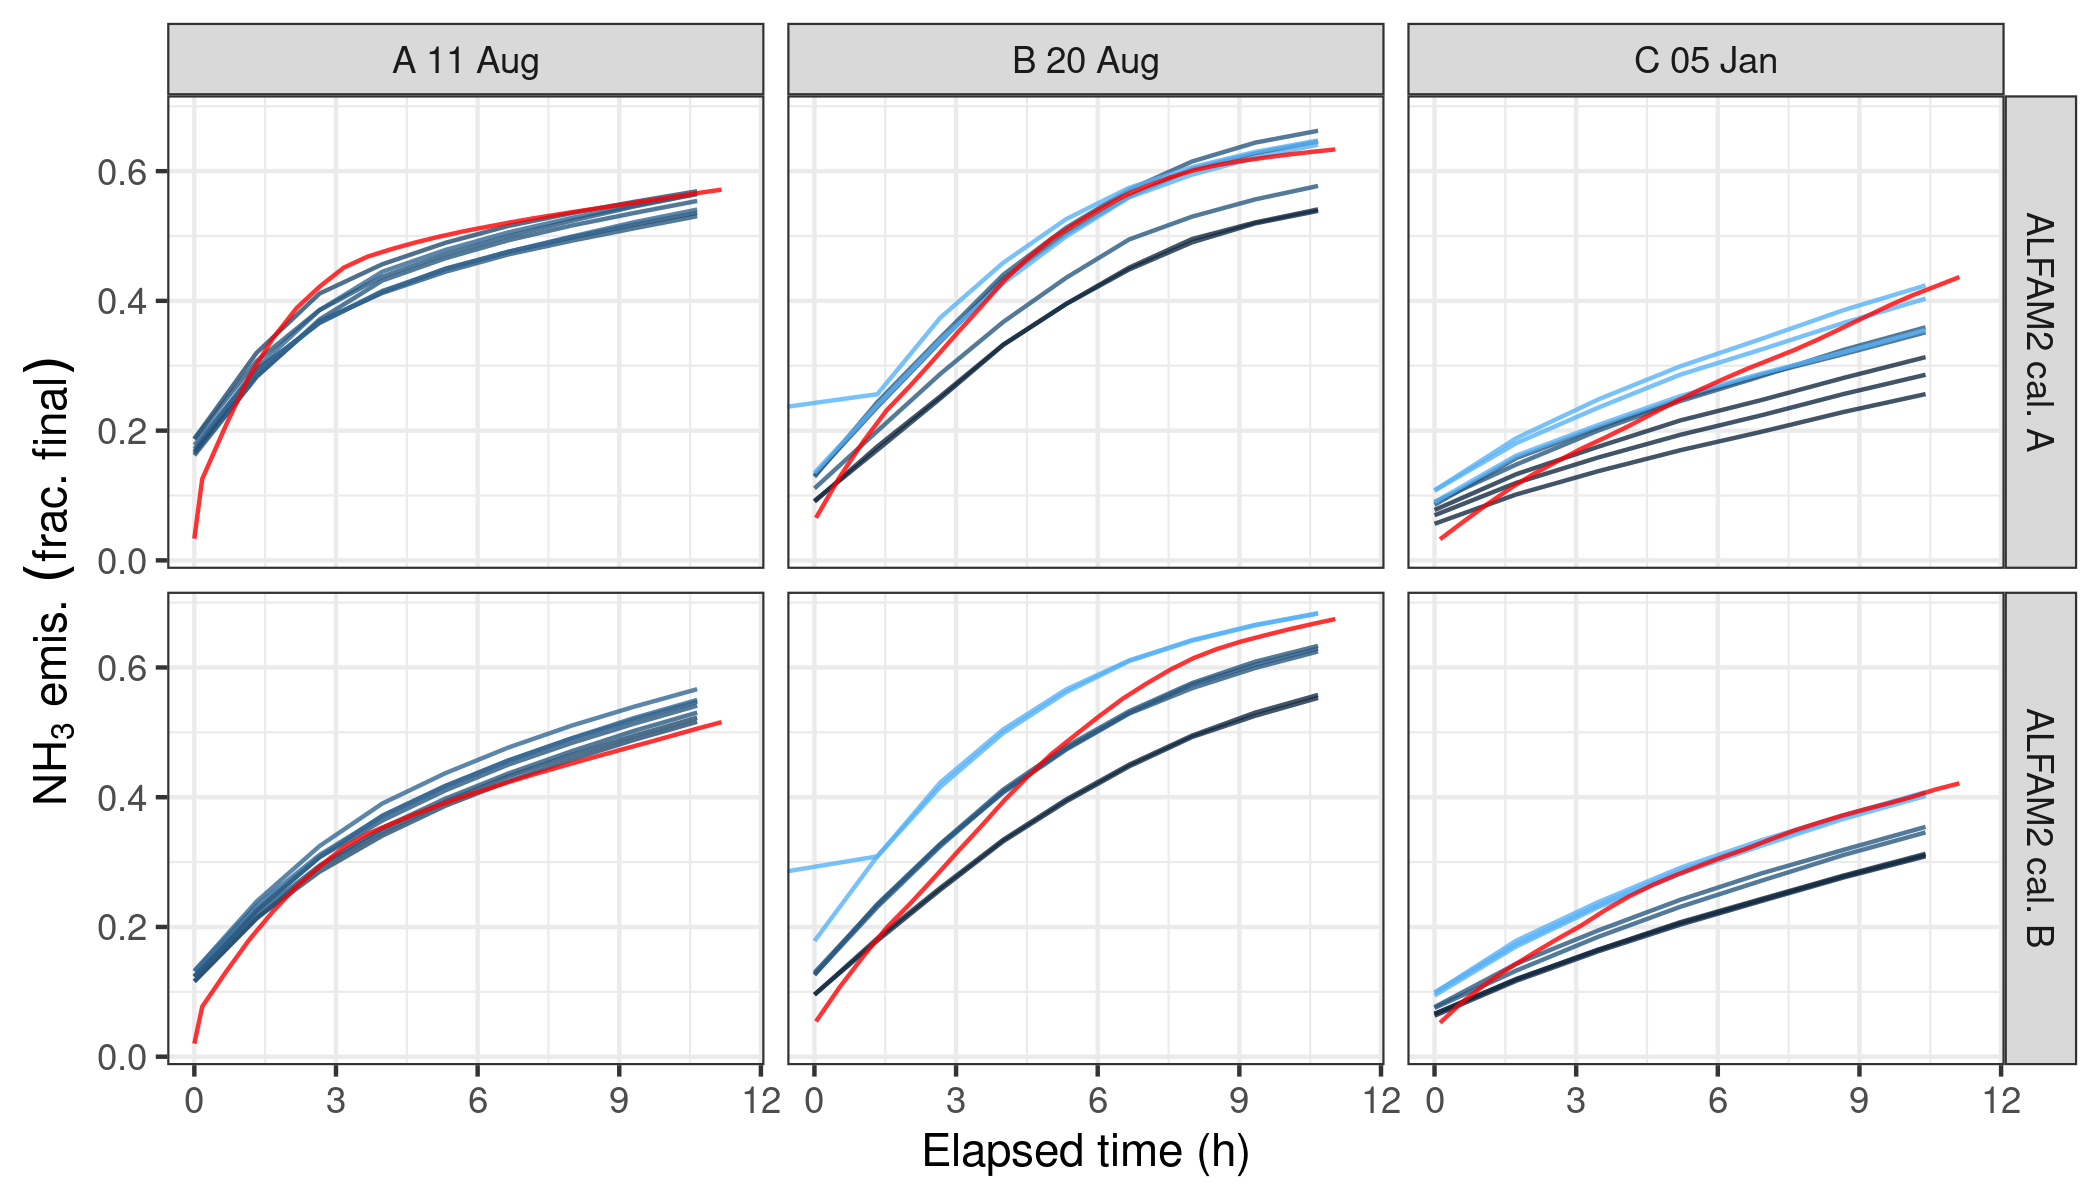 A 11 Aug
B 20 Aug
C 05 Jan
NH₃ emis. (frac. final)
0.6
0.4
0.2
0.0
ALFAM2 cal. A
0.6
0.4
0.2
0.0
ALFAM2 cal. B
0 3 6 9 12
0 3 6 9 12
0 3 6 9 12
Elapsed time (h)